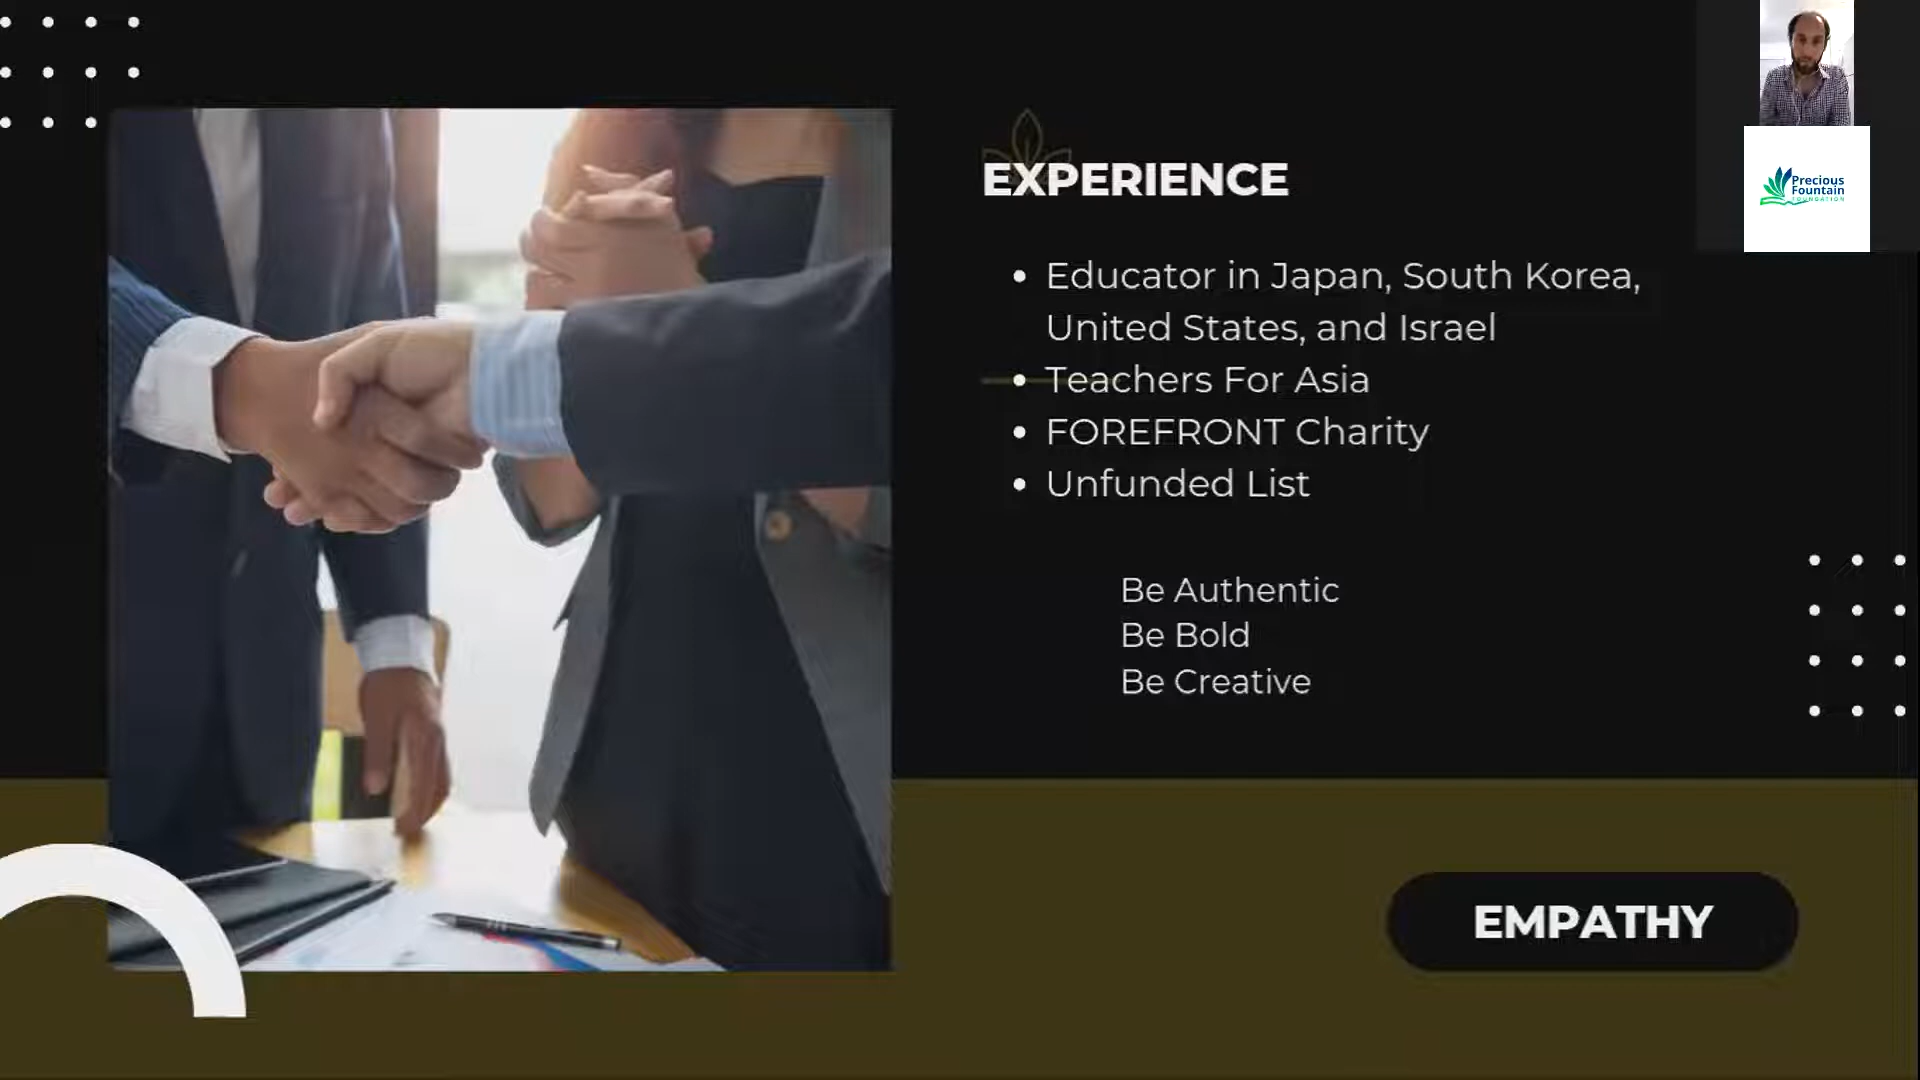 EXPERIENCE
• Educator in Japan, South Korea,
United States, and Israel
• Teachers For Asia
• FOREFRONT Charity
• Unfunded List
Be Authentic
Be Bold
Be Creative
EMPATHY
Precious
Fountain
FOUNDATION